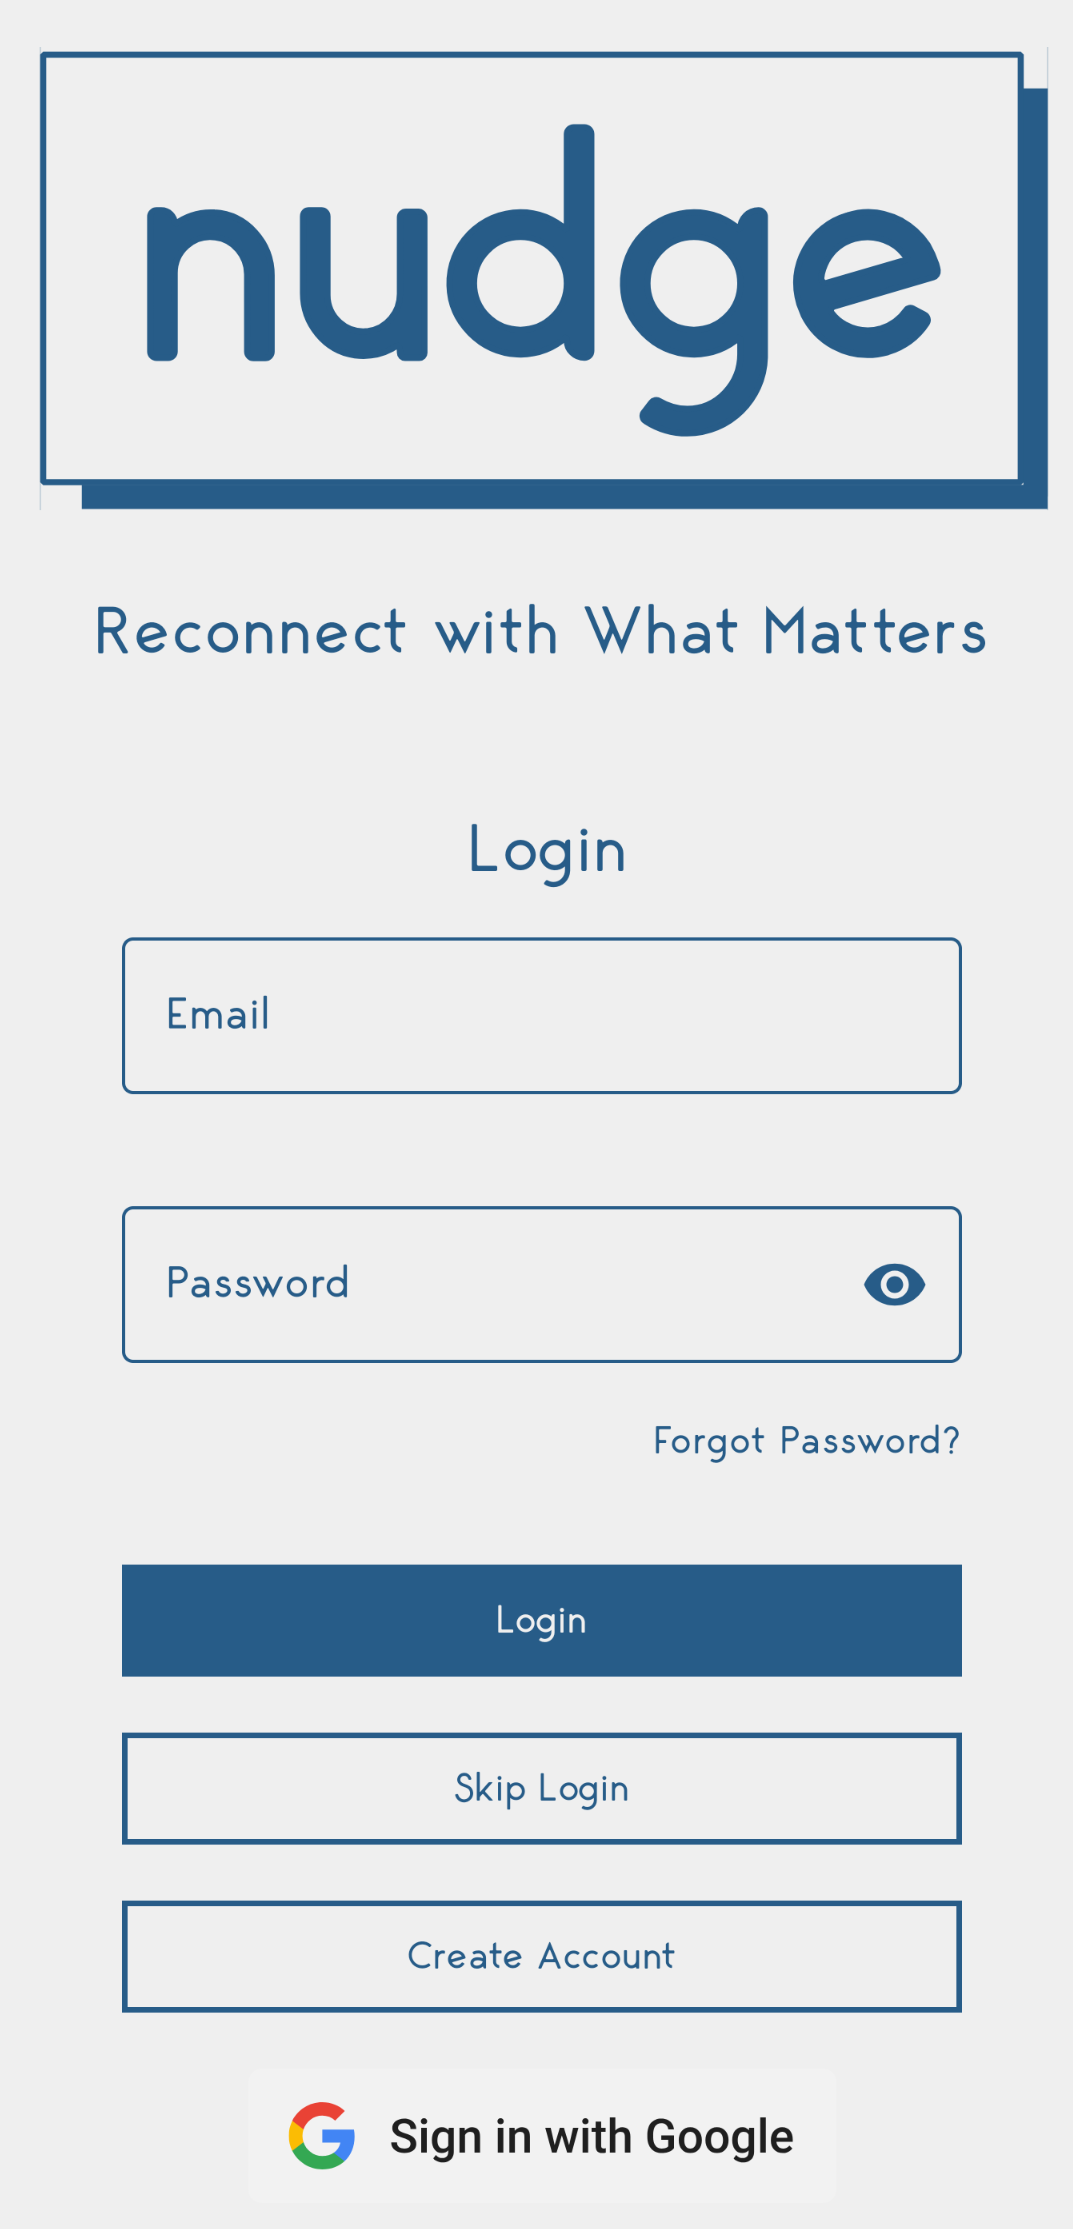 nudge
Reconnect with What Matters
Login
Email
Password
Forgot Password?
Login
Skip Login
Create Account
Sign in with Google